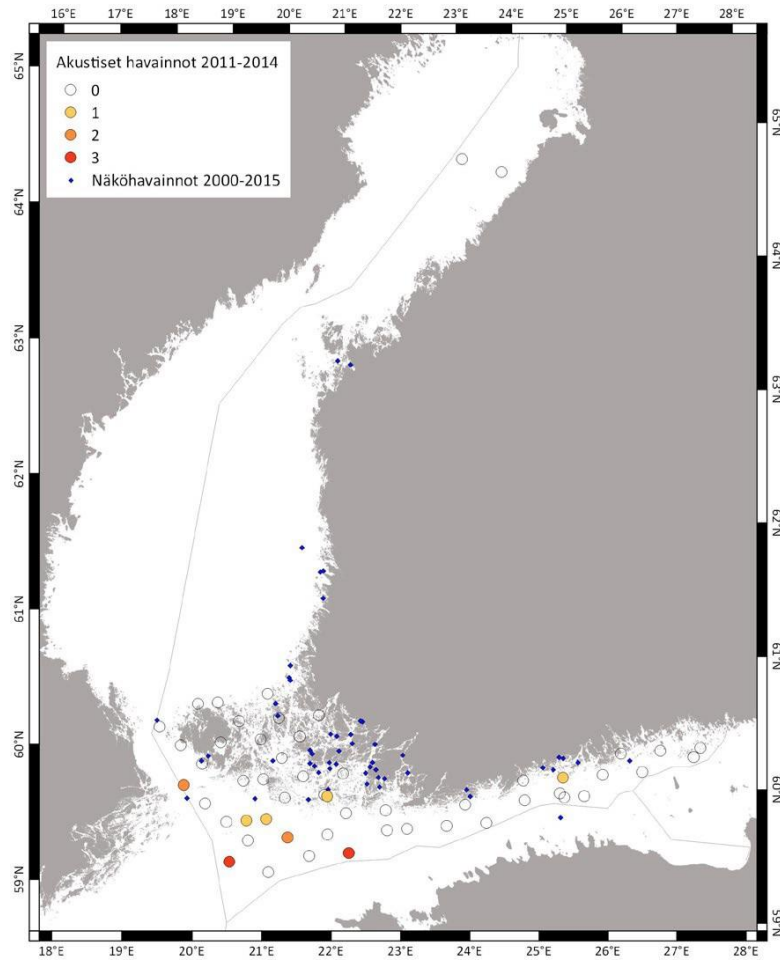 16°E 17°E 18°E 19°E 20°E 21°E 22°E 23°E 24°E 25°E 26°E 27°E
Akustiset havainnot 2011-2014
0
1
2
3
Näköhavainnot 2000-2015
65°N
64°N
63°N
62°N
61°N
60°N
59°N
65°N
64°N
63°N
62°N
61°N
60°N
59°N
18°E 19°E 20°E 21°E 22°E 23°E 24°E 25°E 26°E 27°E 28°E